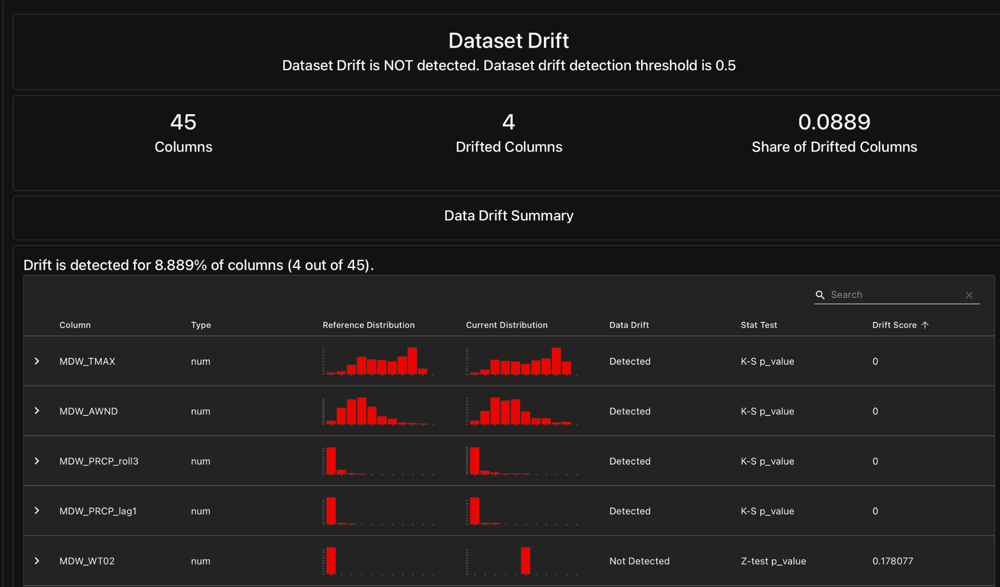 Dataset Drift
Dataset Drift is NOT detected. Dataset drift detection threshold is 0.5
45
Columns
4
Drifted Columns
0.0889
Share of Drifted Columns
Data Drift Summary
Drift is detected for 8.889% of columns (4 out of 45).
Search
Column Type Reference Distribution Current Distribution Data Drift Stat Test Drift Score
MDW_TMAX num Detected K-S p_value 0
MDW_AWND num Detected K-S p_value 0
MDW_PRCP_roll3 num Detected K-S p_value 0
MDW_PRCP_lag1 num Detected K-S p_value 0
MDW_WT02 num Not Detected Z-test p_value 0.178077